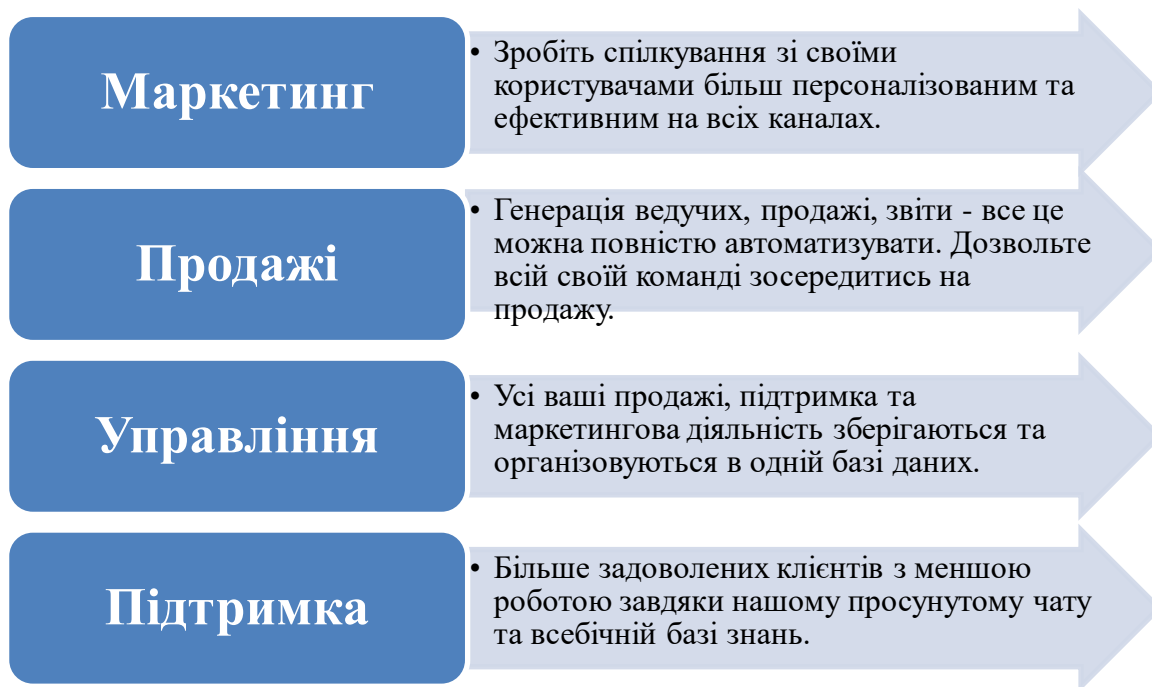 Маркетинг
• Зробіть спілкування зі своїми
користувачами більш персоналізованим та
ефективним на всіх каналах.
Продажі
• Генерація ведучих, продажі, звіти - все це
можна повністю автоматизувати. Дозвольте
всій своїй команді зосередитись на
продажу.
Управління
• Усі ваші продажі, підтримка та
маркетингова діяльність зберігаються та
організовуються в одній базі даних.
Підтримка
• Більше задоволених клієнтів з меншою
роботою завдяки нашому просунутому чату
та всебічній базі знань.